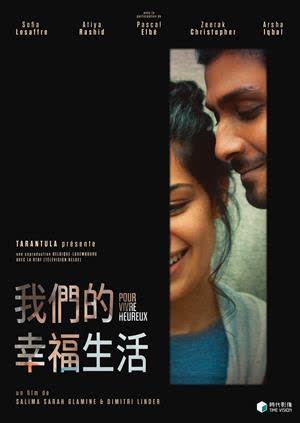 avec la
participation de
Sofia Lesaffre
Atiya Rashid
Pascal Elbé
Zeerak Christopher
Arsha Iqbal
TARANTULA présente
une coproduction BELGIQUE-LUXEMBOURG
AVEC LA RTBF (TÉLÉVISION BELGE)
我們的
POUR
VIVRE
HEUREUX
幸福生活
un film de
SALIMA SARAH GLAMINE & DIMITRI LINDER
時代影像
TIME VISION